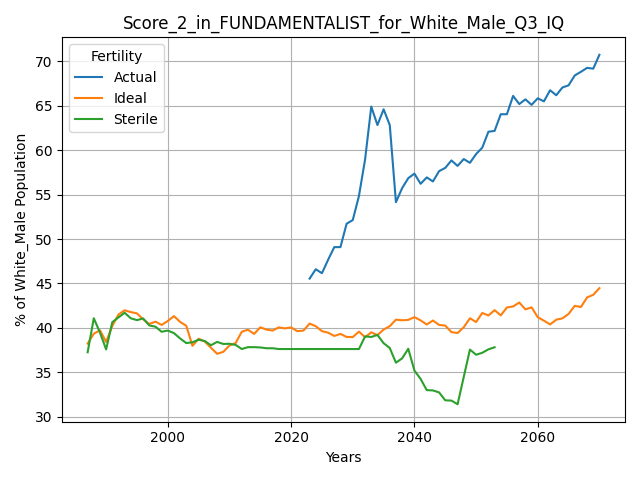 Score_2_in_FUNDAMENTALIST_for_White_Male_Q3_IQ
Fertility
Actual
Ideal
Sterile
% of White_Male Population
70
65
60
55
50
45
40
35
30
2000
2020
2040
2060
Years